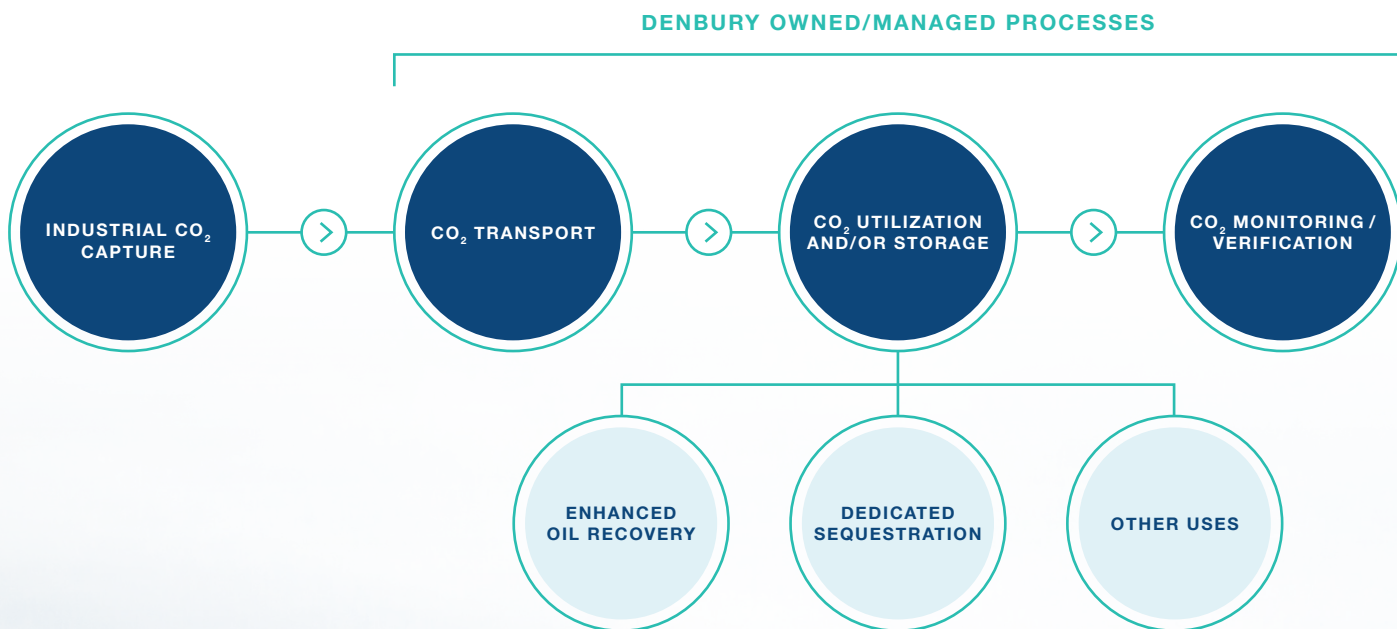 DENBURY OWNED/MANAGED PROCESSES
INDUSTRIAL CO₂
CAPTURE
CO₂ TRANSPORT
CO₂ UTILIZATION
AND/OR STORAGE
CO₂ MONITORING /
VERIFICATION
ENHANCED
OIL RECOVERY
DEDICATED
SEQUESTRATION
OTHER USES